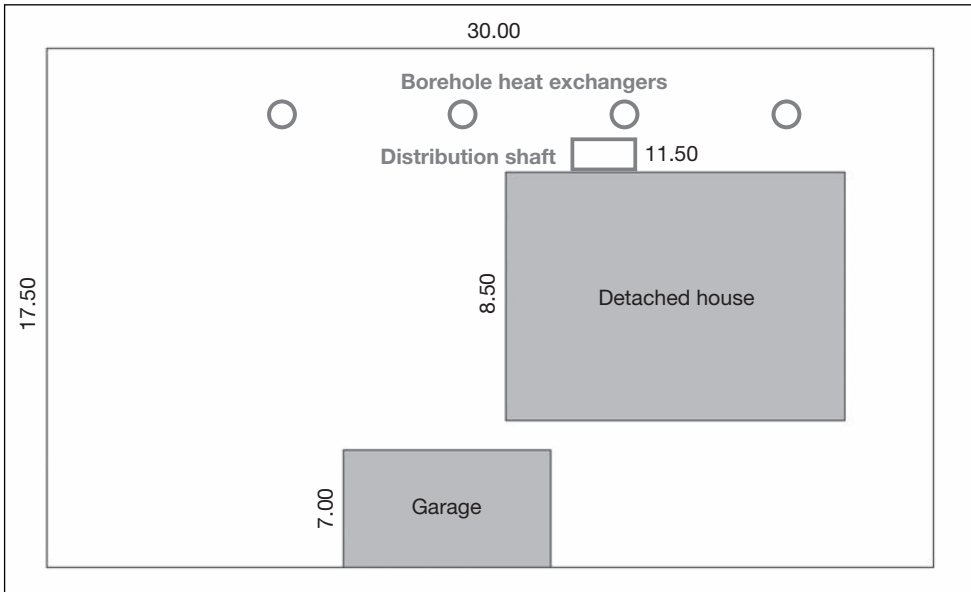 30.00
Borehole heat exchangers
Distribution shaft
11.50
17.50
8.50
Detached house
7.00
Garage